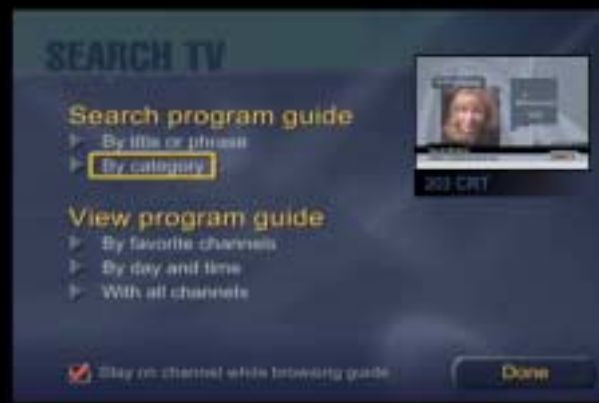 SEARCH TV
Search program guide
By title or phrase
By category
View program guide
By favorite channels
By day and time
With all channels
Stay on channel while browsing guide
Done
203 CRT